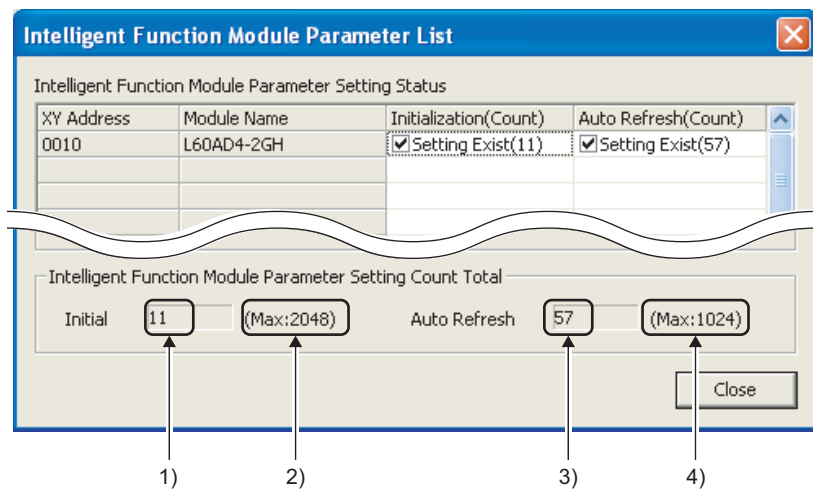 Intelligent Function Module Parameter List
Intelligent Function Module Parameter Setting Status
XY Address Module Name Initialization(Count) Auto Refresh(Count)
0010 L60AD4-2GH Setting Exist(11) Setting Exist(57)
Intelligent Function Module Parameter Setting Count Total
Initial 11 (Max:2048) Auto Refresh 57 (Max:1024)
Close
1) 2) 3) 4)